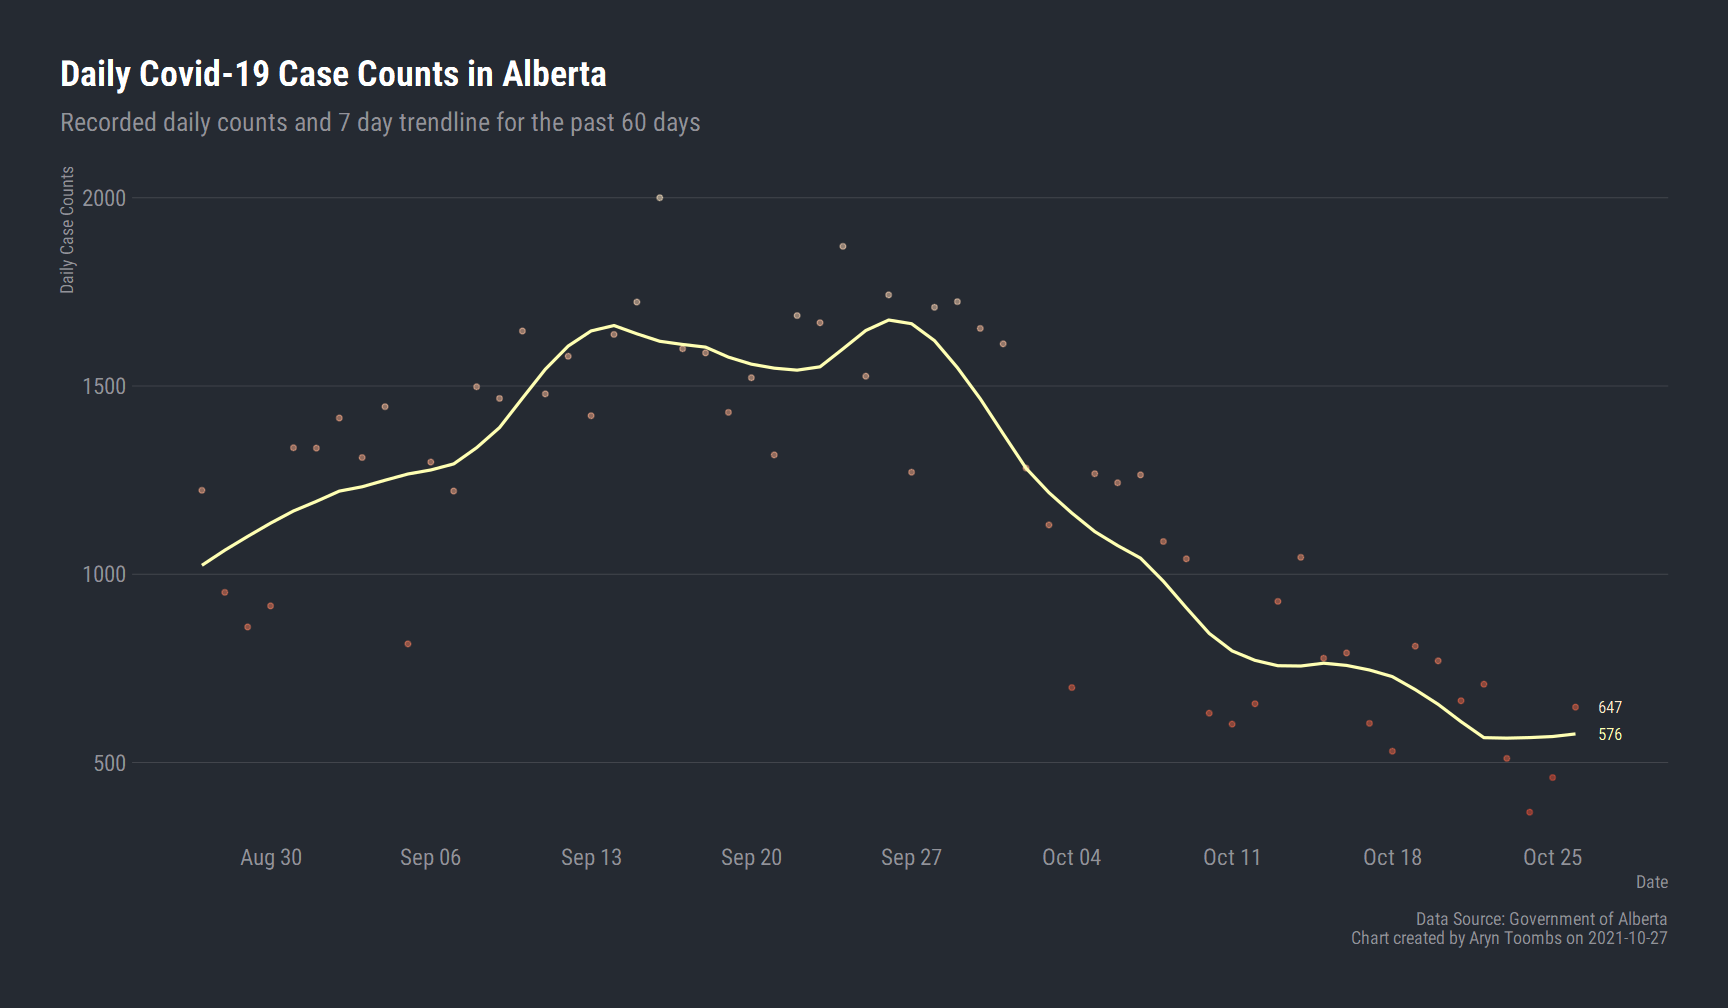 Daily Covid-19 Case Counts in Alberta
Recorded daily counts and 7 day trendline for the past 60 days
Daily Case Counts
2000
1500
1000
500
647
576
Aug 30
Sep 06
Sep 13
Sep 20
Sep 27
Oct 04
Oct 11
Oct 18
Oct 25
Date
Data Source: Government of Alberta
Chart created by Aryn Toombs on 2021-10-27